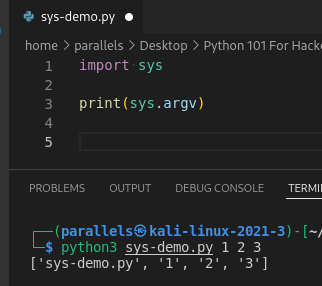 sys-demo.py
home > parallels > Desktop > Python 101 For Hacke
1 import sys
2
3 print(sys.argv)
4
5
PROBLEMS OUTPUT DEBUG CONSOLE TERMI
┌──(parallels㉿kali-linux-2021-3)-[~/
└─$ python3 sys-demo.py 1 2 3
['sys-demo.py', '1', '2', '3']